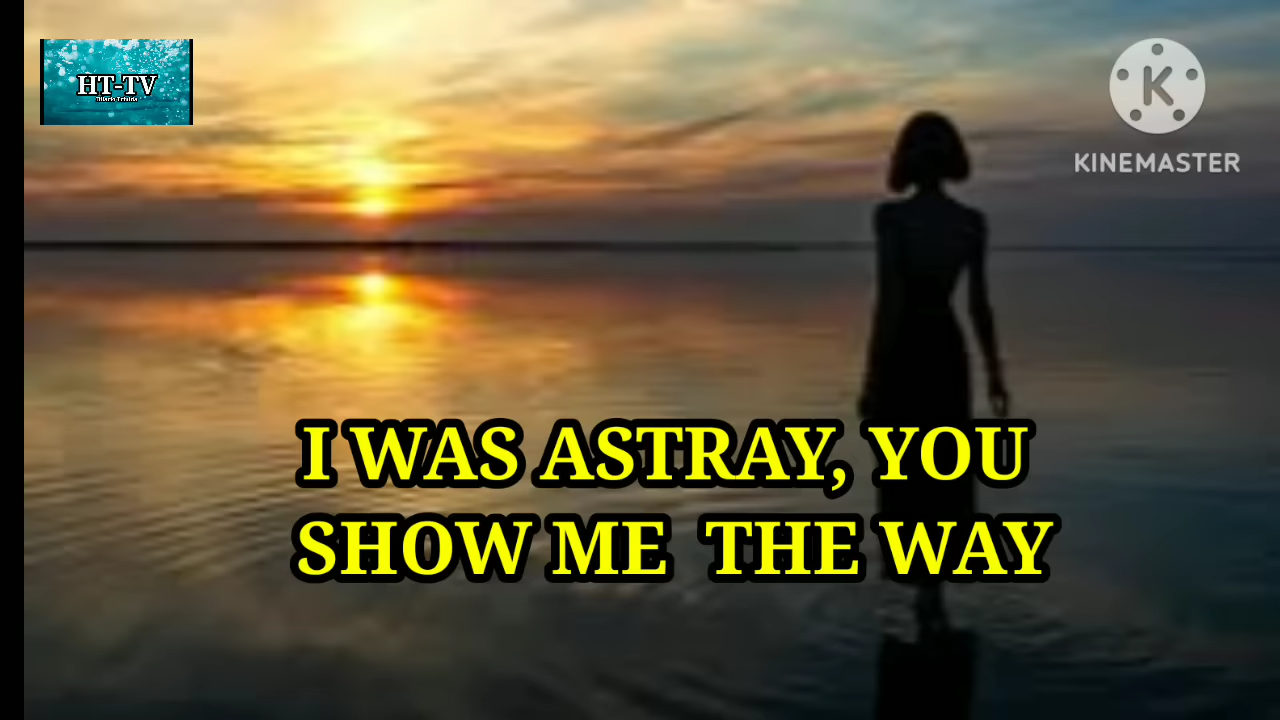 HT-TV
K
KINEMASTER
I WAS ASTRAY, YOU
SHOW ME THE WAY